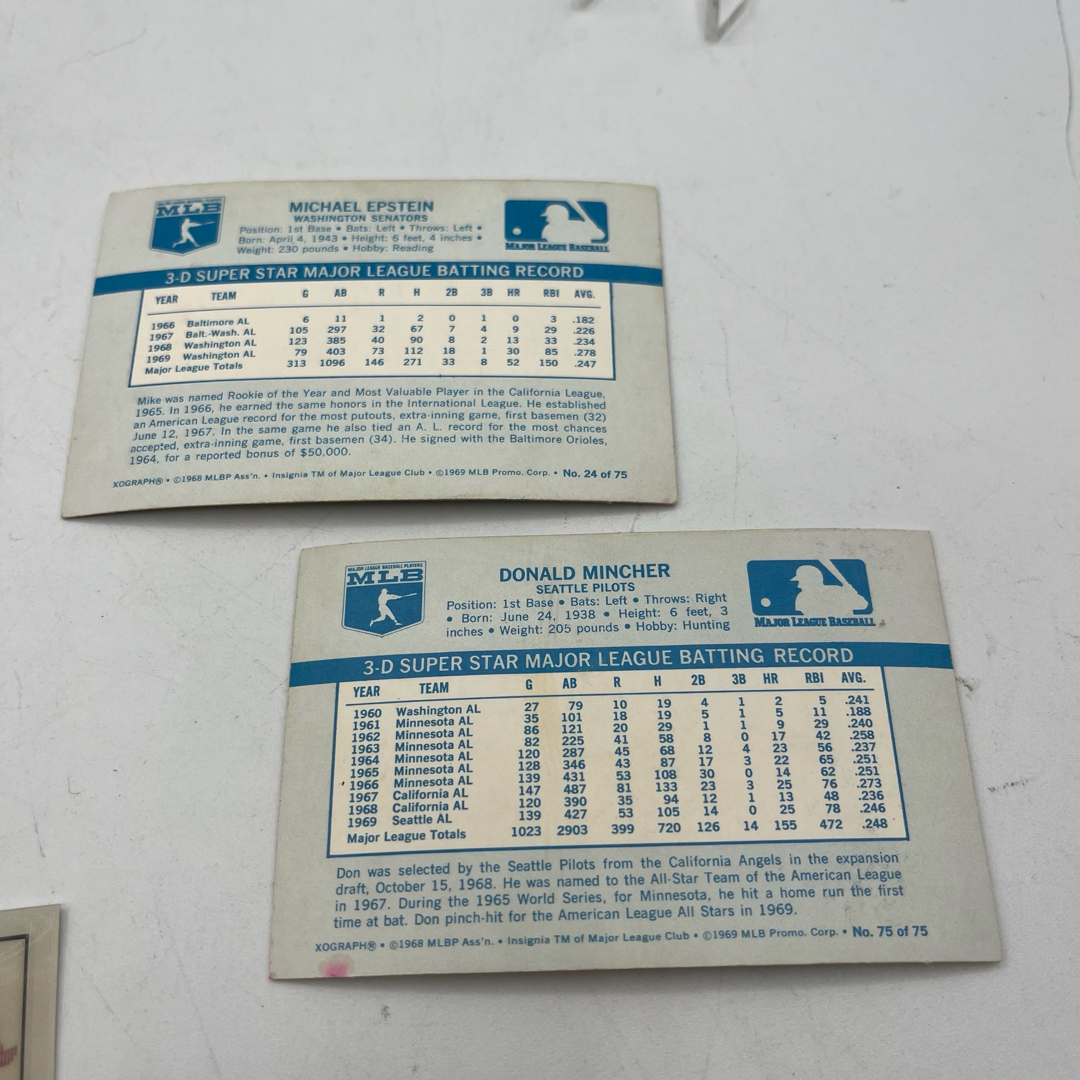 MLB
MICHAEL EPSTEIN
WASHINGTON SENATORS
Position: 1st Base • Bats: Left • Throws: Left •
Born: April 4, 1943 • Height: 6 feet, 4 inches •
Weight: 230 pounds • Hobby: Reading
MAJOR LEAGUE BASEBALL
3-D SUPER STAR MAJOR LEAGUE BATTING RECORD
YEAR TEAM G AB R H 2B 3B HR RBI AVG.
1966 Baltimore AL 6 11 1 2 0 1 0 3 .182
1967 Balt.-Wash. AL 105 297 32 67 7 4 9 29 .226
1968 Washington AL 123 385 40 90 8 2 13 33 .234
1969 Washington AL 79 403 73 112 18 1 30 85 .278
Major League Totals 313 1096 146 271 33 8 52 150 .247
Mike was named Rookie of the Year and Most Valuable Player in the California League,
1965. In 1966, he earned the same honors in the International League. He established
an American League record for the most putouts, extra-inning game, first basemen (32)
June 12, 1967. In the same game he also tied an A. L. record for the most chances
accepted, extra-inning game, first basemen (34). He signed with the Baltimore Orioles,
1964, for a reported bonus of $50,000.
XOGRAPH® • ©1968 MLBP Ass'n. • Insignia TM of Major League Club • ©1969 MLB Promo. Corp. • No. 24 of 75
MAJOR LEAGUE BASEBALL PLAYERS
MLB
DONALD MINCHER
SEATTLE PILOTS
Position: 1st Base • Bats: Left • Throws: Right
• Born: June 24, 1938 • Height: 6 feet, 3
inches • Weight: 205 pounds • Hobby: Hunting
MAJOR LEAGUE BASEBALL
3-D SUPER STAR MAJOR LEAGUE BATTING RECORD
YEAR TEAM G AB R H 2B 3B HR RBI AVG.
1960 Washington AL 27 79 10 19 4 1 2 5 .241
1961 Minnesota AL 35 101 18 19 5 1 5 11 .188
1962 Minnesota AL 86 121 20 29 1 1 9 29 .240
1963 Minnesota AL 82 225 41 58 8 0 17 42 .258
1964 Minnesota AL 120 287 45 68 12 4 23 56 .237
1965 Minnesota AL 128 346 43 87 17 3 22 65 .251
1966 Minnesota AL 139 431 53 108 30 0 14 62 .251
1967 California AL 147 487 81 133 23 3 25 76 .273
1968 California AL 120 390 35 94 12 1 13 48 .236
1969 Seattle AL 139 427 53 105 14 0 25 78 .246
Major League Totals 1023 2903 399 720 126 14 155 472 .248
Don was selected by the Seattle Pilots from the California Angels in the expansion
draft, October 15, 1968. He was named to the All-Star Team of the American League
in 1967. During the 1965 World Series, for Minnesota, he hit a home run the first
time at bat. Don pinch-hit for the American League All Stars in 1969.
XOGRAPH® • ©1968 MLBP Ass'n. • Insignia TM of Major League Club • ©1969 MLB Promo. Corp. • No. 75 of 75